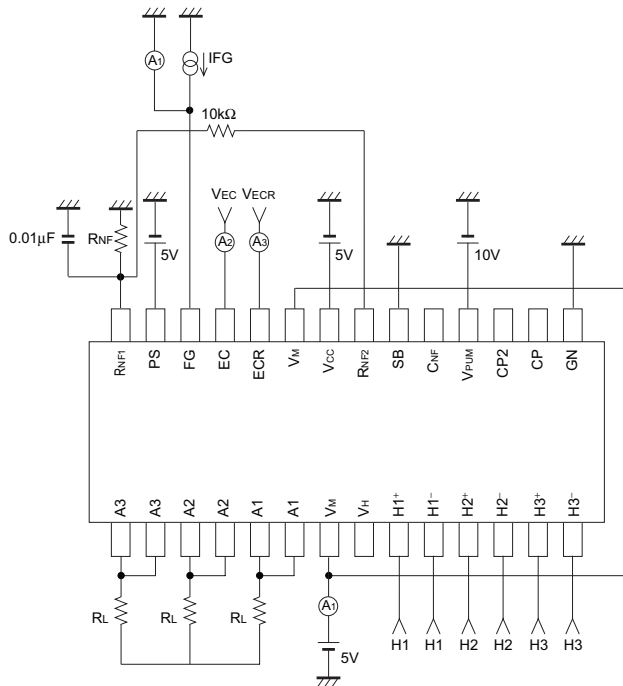 A1
IFG
10kΩ
VEC VECR
0.01μF
RNF
5V
A2
A3
5V
10V
RNF1 PS FG EC ECR VM VCC RNF2 SB CNF VPUM CP2 CP GN
A3 A3 A2 A2 A1 A1 VM VH H1+ H1− H2+ H2− H3+ H3−
RL
RL
RL
A1
5V
H1 H1 H2 H2 H3 H3